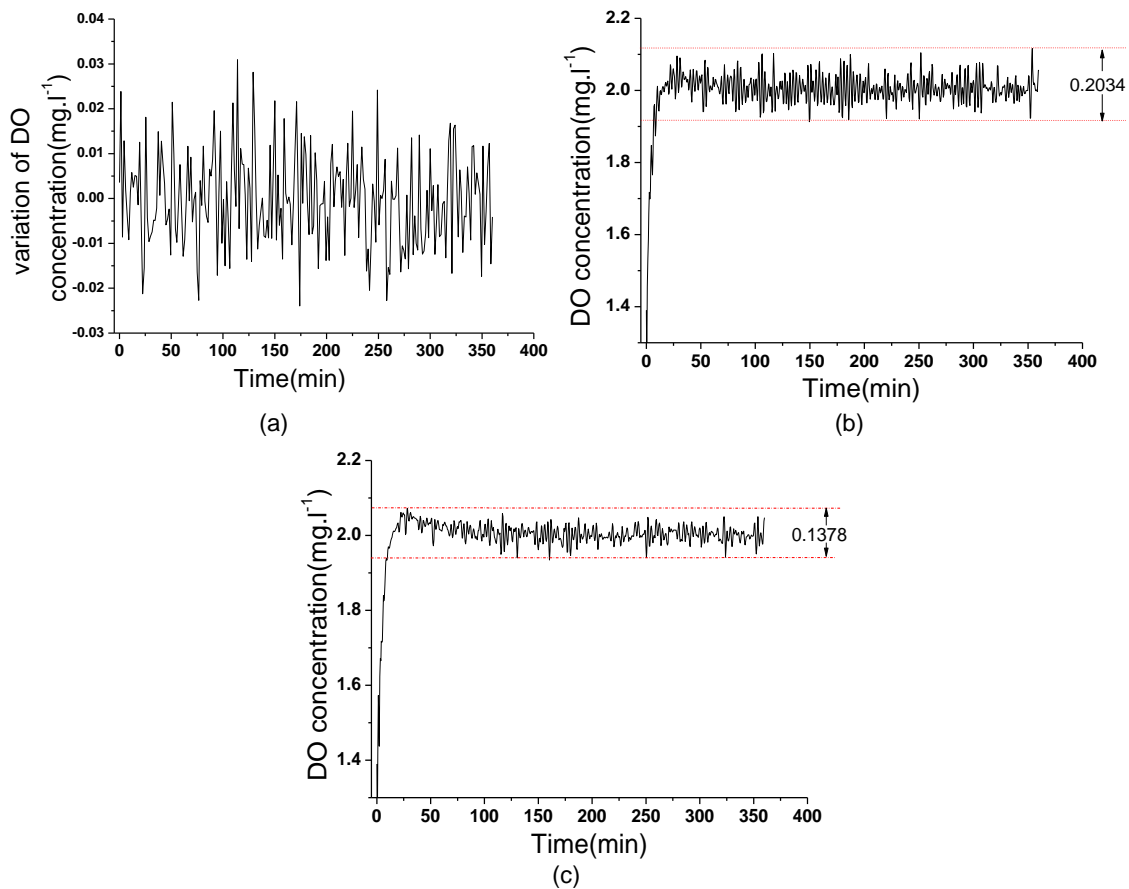 0.04
0.03
0.02
0.01
0.00
-0.01
-0.02
-0.03
variation of DO
concentration(mg.l-1)
0 50 100 150 200 250 300 350 400
Time(min)
(a)
2.2
2.0
1.8
1.6
1.4
DO concentration(mg.l-1)
0.2034
0 50 100 150 200 250 300 350 400
Time(min)
(b)
2.2
2.0
1.8
1.6
1.4
DO concentration(mg.l-1)
0.1378
0 50 100 150 200 250 300 350 400
Time(min)
(c)